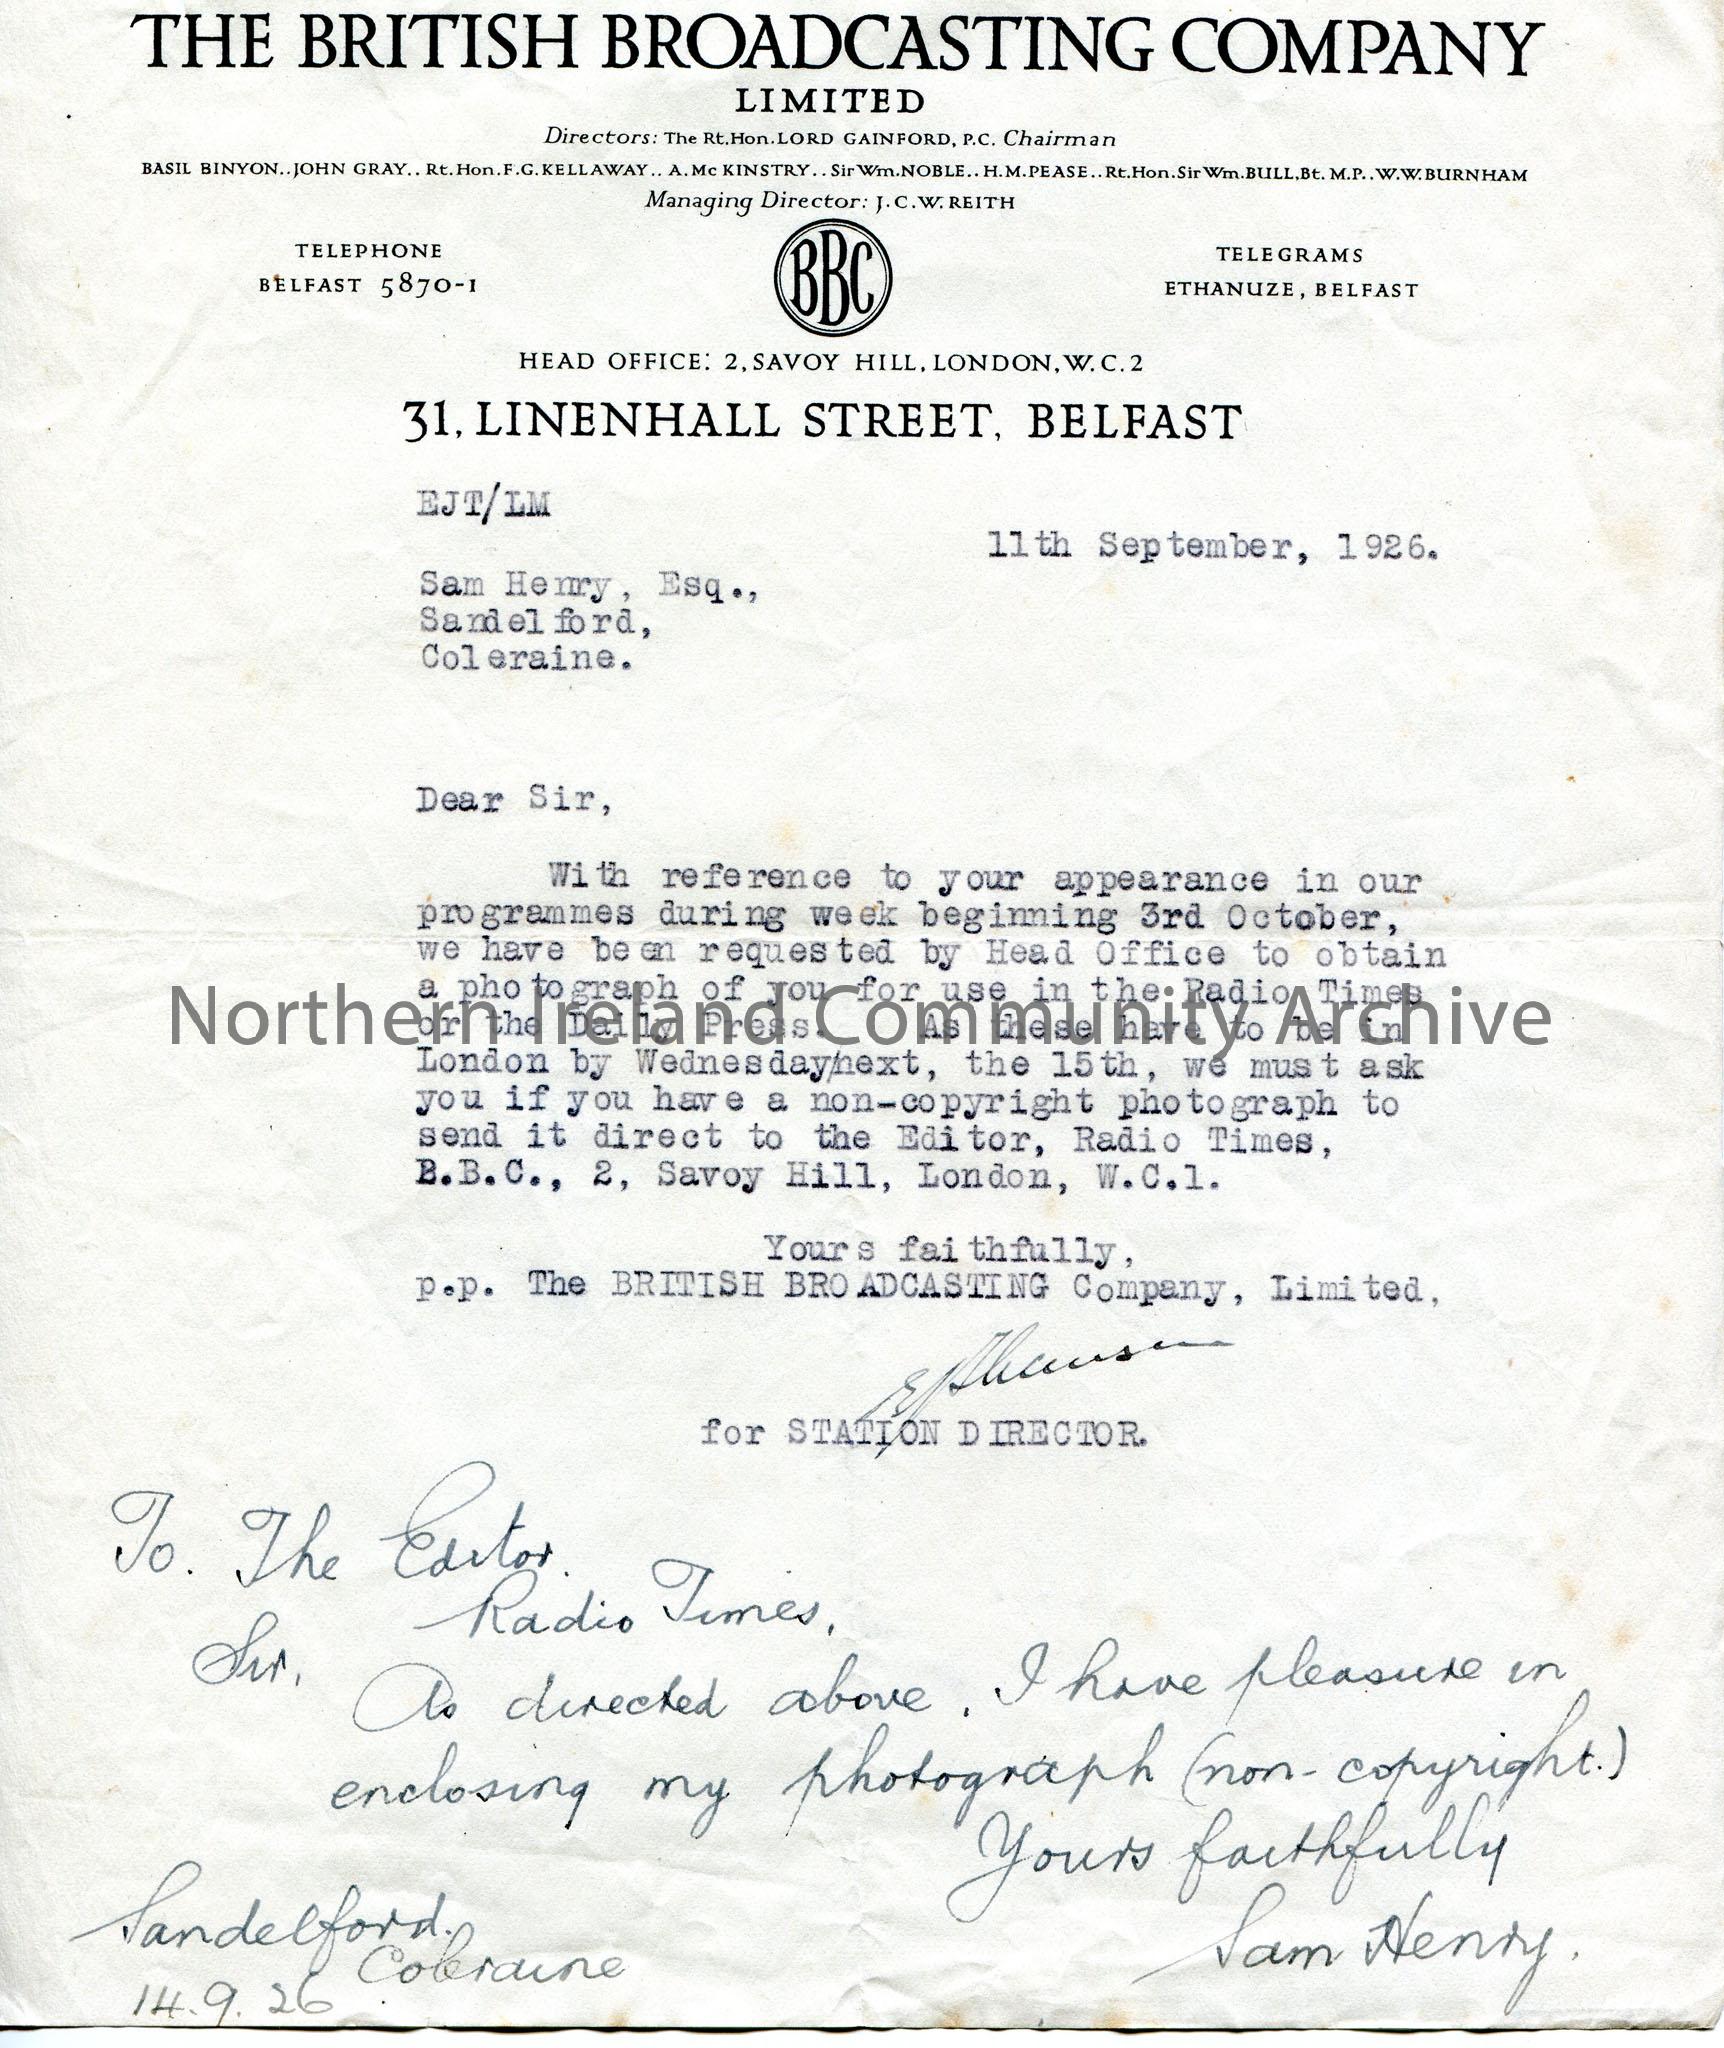 THE BRITISH BROADCASTING COMPANY
LIMITED
Directors: The Rt.Hon.LORD GAINFORD, P.C. Chairman
BASIL BINYON..JOHN GRAY.. Rt.Hon.F.G.KELLAWAY.. A.Mc KINSTRY..Sir Wm.NOBLE..H.M.PEASE..Rt.Hon.Sir Wm.BULL,Bt. M.P..W.W.BURNHAM
Managing Director: J.C.W.REITH
TELEPHONE
BELFAST 5870-1
BBC
TELEGRAMS
ETHANUZE, BELFAST
HEAD OFFICE: 2,SAVOY HILL,LONDON,W.C.2
31, LINENHALL STREET, BELFAST
EJT/LM
11th September, 1926.
Sam Henry, Esq.,
Sandelford,
Coleraine.
Dear Sir,
With reference to your appearance in our
programmes during week beginning 3rd October,
we have been requested by Head Office to obtain
a photograph of you for use in the Radio Times
or the Daily Press. As these have to be in
London by Wednesday/next, the 15th, we must ask
you if you have a non-copyright photograph to
send it direct to the Editor, Radio Times,
B.B.C., 2, Savoy Hill, London, W.C.1.
Yours faithfully,
p.p. The BRITISH BROADCASTING Company, Limited,
for STATION DIRECTOR.
To. The Editor.
Radio Times,
Sir,
As directed above, I have pleasure in
enclosing my photograph (non-copyright.)
Yours faithfully
Sam Henry.
Sandelford.
Coleraine
14.9.26
Northern Ireland Community Archive